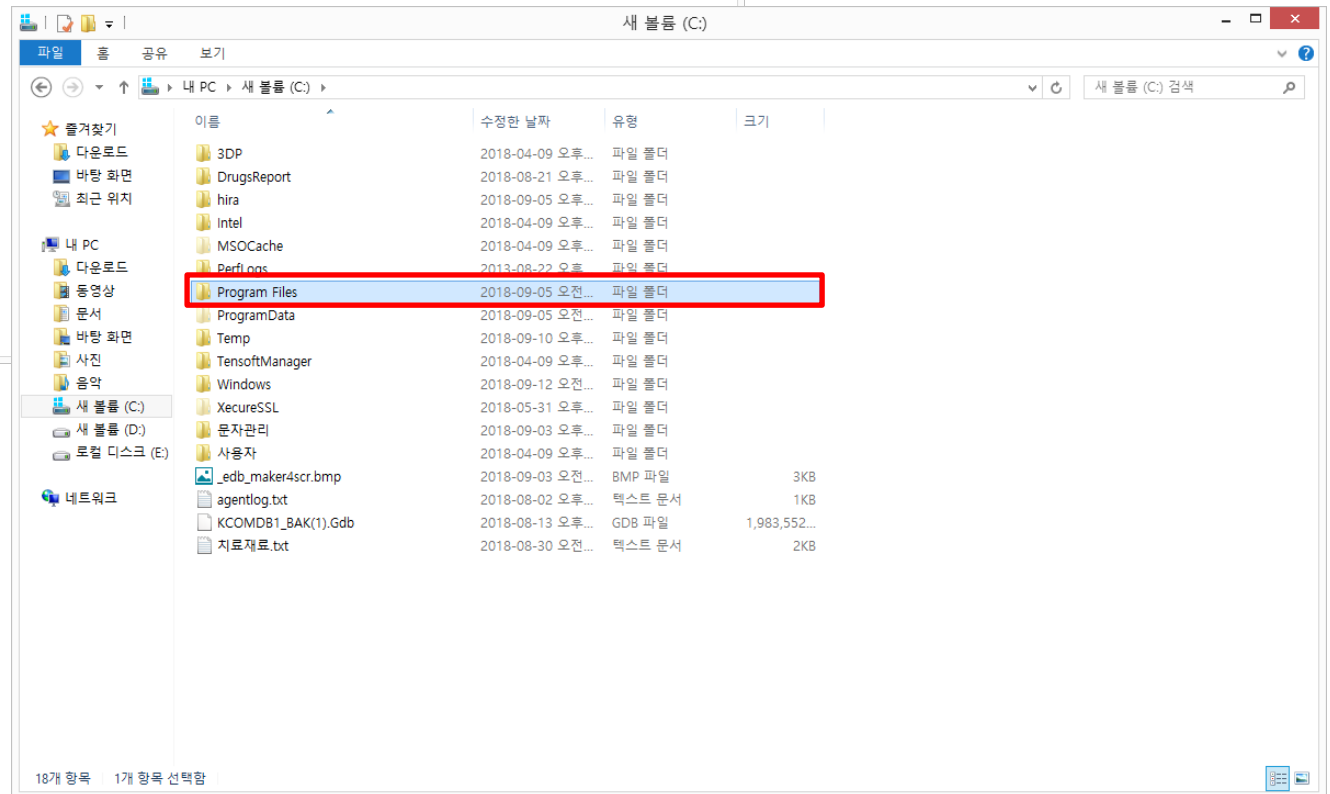 새 볼륨 (C:)
파일 홈 공유 보기
내 PC 새 볼륨 (C:) 새 볼륨 (C:) 검색
이름 수정한 날짜 유형 크기
즐겨찾기
다운로드
바탕 화면
최근 위치
내 PC
다운로드
동영상
문서
바탕 화면
사진
음악
새 볼륨 (C:)
새 볼륨 (D:)
로컬 디스크 (E:)
네트워크
3DP 2018-04-09 오후... 파일 폴더
DrugsReport 2018-08-21 오후... 파일 폴더
hira 2018-09-05 오후... 파일 폴더
Intel 2018-04-09 오후... 파일 폴더
MSOCache 2018-04-09 오후... 파일 폴더
PerfLogs 2013-08-22 오후... 파일 폴더
Program Files 2018-09-05 오전... 파일 폴더
ProgramData 2018-09-05 오전... 파일 폴더
Temp 2018-09-10 오후... 파일 폴더
TensoftManager 2018-04-09 오후... 파일 폴더
Windows 2018-09-12 오전... 파일 폴더
XecureSSL 2018-05-31 오후... 파일 폴더
문자관리 2018-09-03 오후... 파일 폴더
사용자 2018-04-09 오후... 파일 폴더
_edb_maker4scr.bmp 2018-09-03 오전... BMP 파일 3KB
agentlog.txt 2018-08-02 오후... 텍스트 문서 1KB
KCOMDB1_BAK(1).Gdb 2018-08-13 오후... GDB 파일 1,983,552...
치료재료.txt 2018-08-30 오전... 텍스트 문서 2KB
18개 항목 1개 항목 선택함